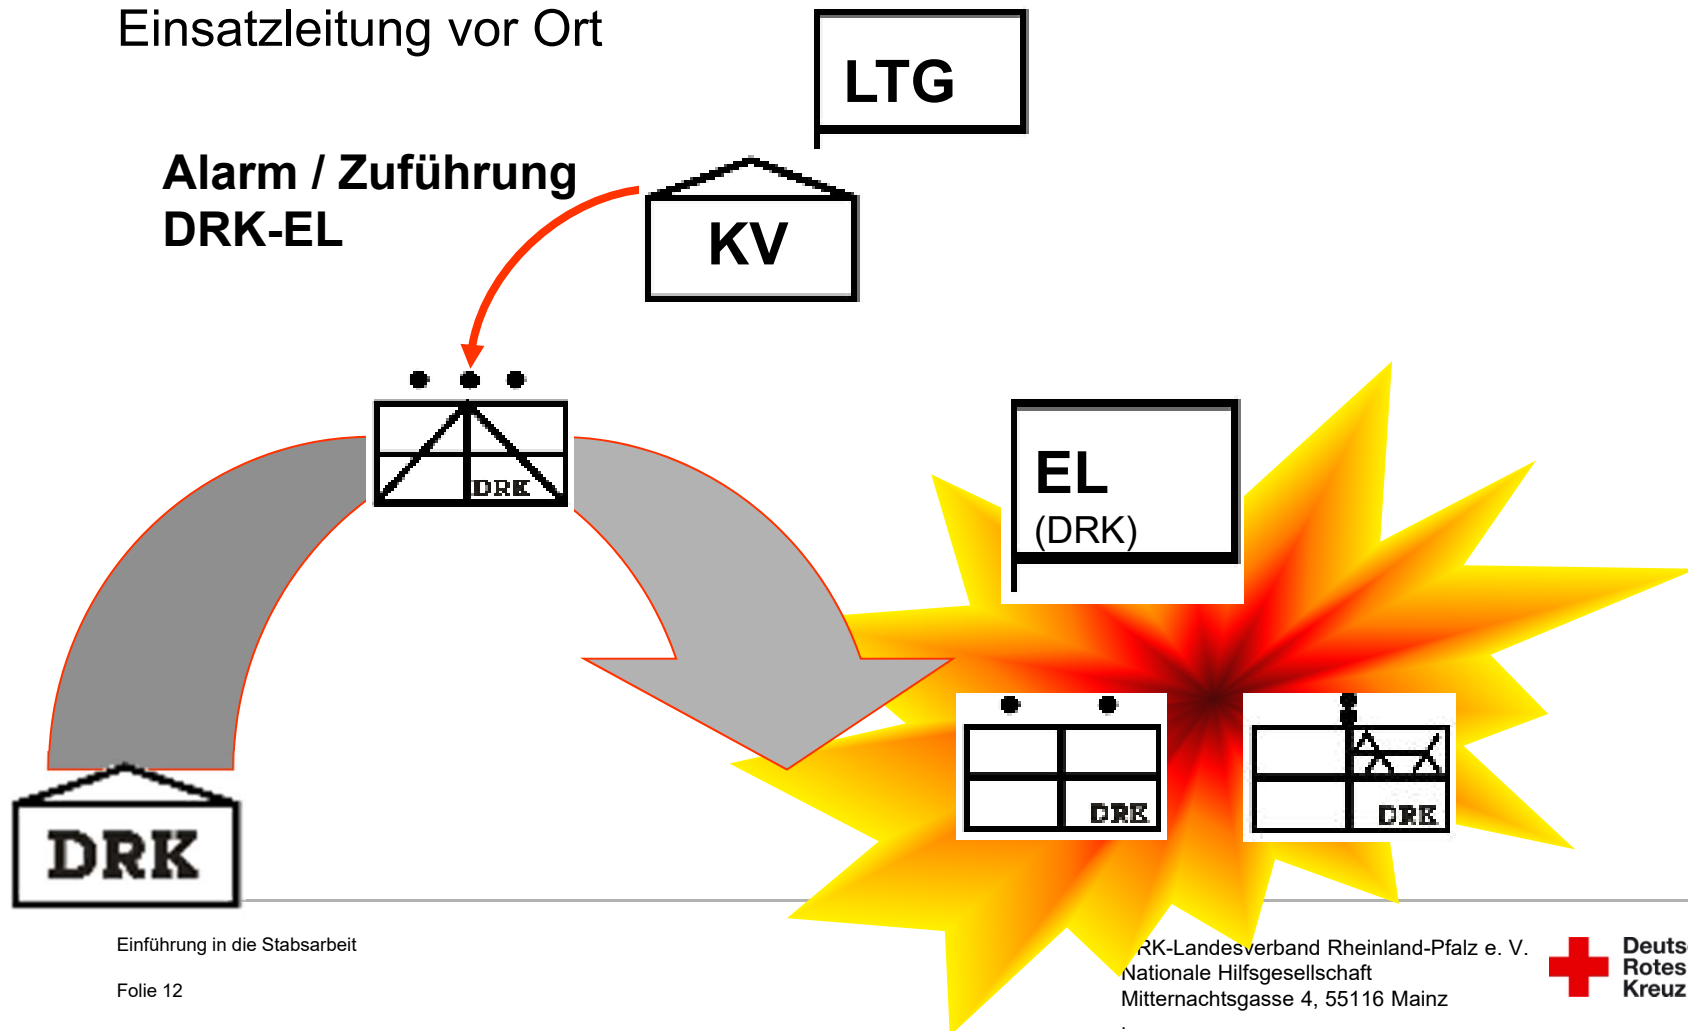 Einsatzleitung vor Ort
LTG
Alarm / Zuführung
DRK-EL
KV
DRK
EL
(DRK)
DRK
DRK
DRK
Einführung in die Stabsarbeit
Folie 12
RK-Landesverband Rheinland-Pfalz e. V.
Nationale Hilfsgesellschaft
Mitternachtsgasse 4, 55116 Mainz
.
Deuts
Rotes
Kreuz